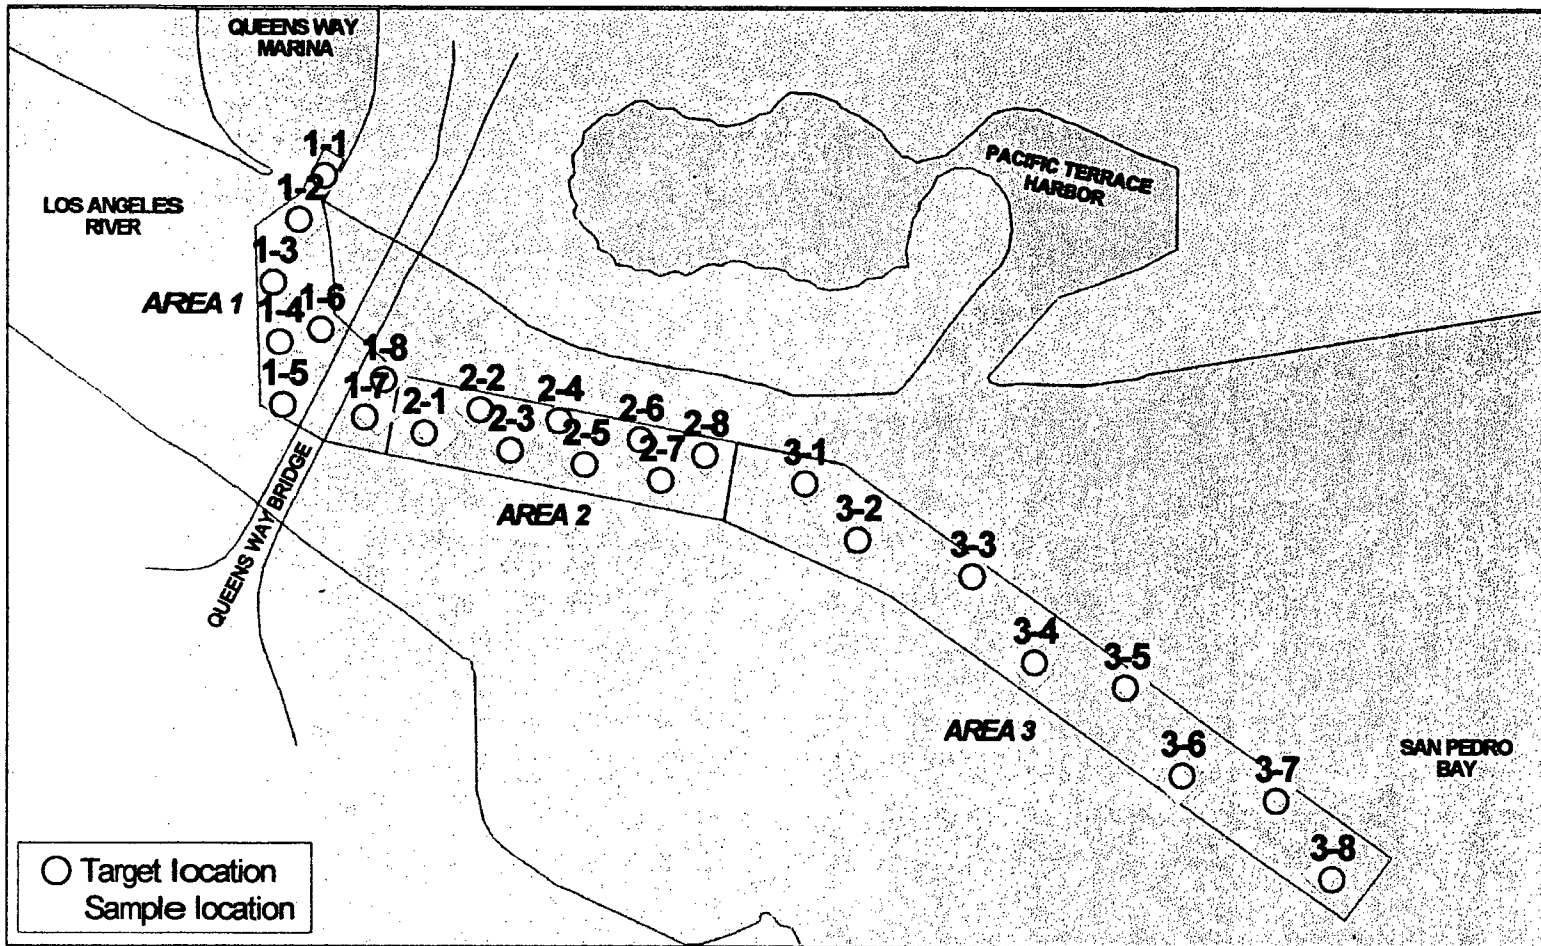 QUEENS WAY
MARINA
1-1
1-2
LOS ANGELES
RIVER
PACIFIC TERRACE
HARBOR
1-3
AREA 1
1-4
1-6
1-5
1-8
1-7
2-1
2-2
2-3
2-4
2-5
2-6
2-7
2-8
AREA 2
QUEENS WAY BRIDGE
3-1
3-2
3-3
3-4
3-5
AREA 3
3-6
3-7
3-8
SAN PEDRO
BAY
Target location
Sample location